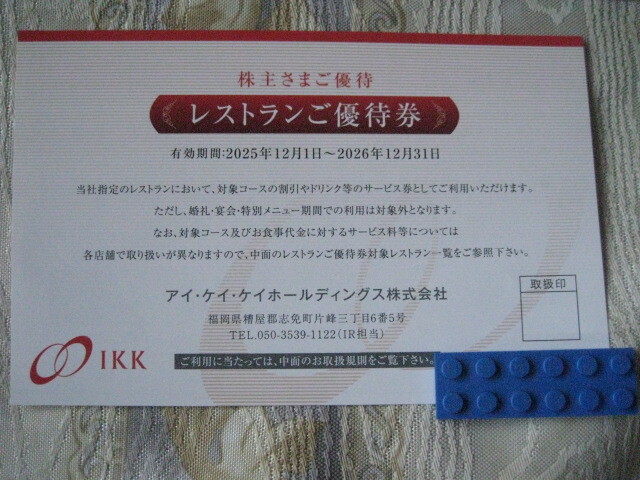 株主さまご優待
レストランご優待券
有効期間:2025年12月1日～2026年12月31日
当社指定のレストランにおいて、対象コースの割引やドリンク等のサービス券としてご利用いただけます。
ただし、婚礼・宴会・特別メニュー期間での利用は対象外となります。
なお、対象コース及びお食事代金に対するサービス料等については
各店舗で取り扱いが異なりますので、中面のレストランご優待券対象レストラン一覧をご参照下さい。
取扱印
アイ・ケイ・ケイホールディングス株式会社
福岡県糟屋郡志免町片峰三丁目6番5号
TEL.050-3539-1122(IR担当)
IKK
ご利用に当たっては、中面のお取扱規則をご覧下さい。